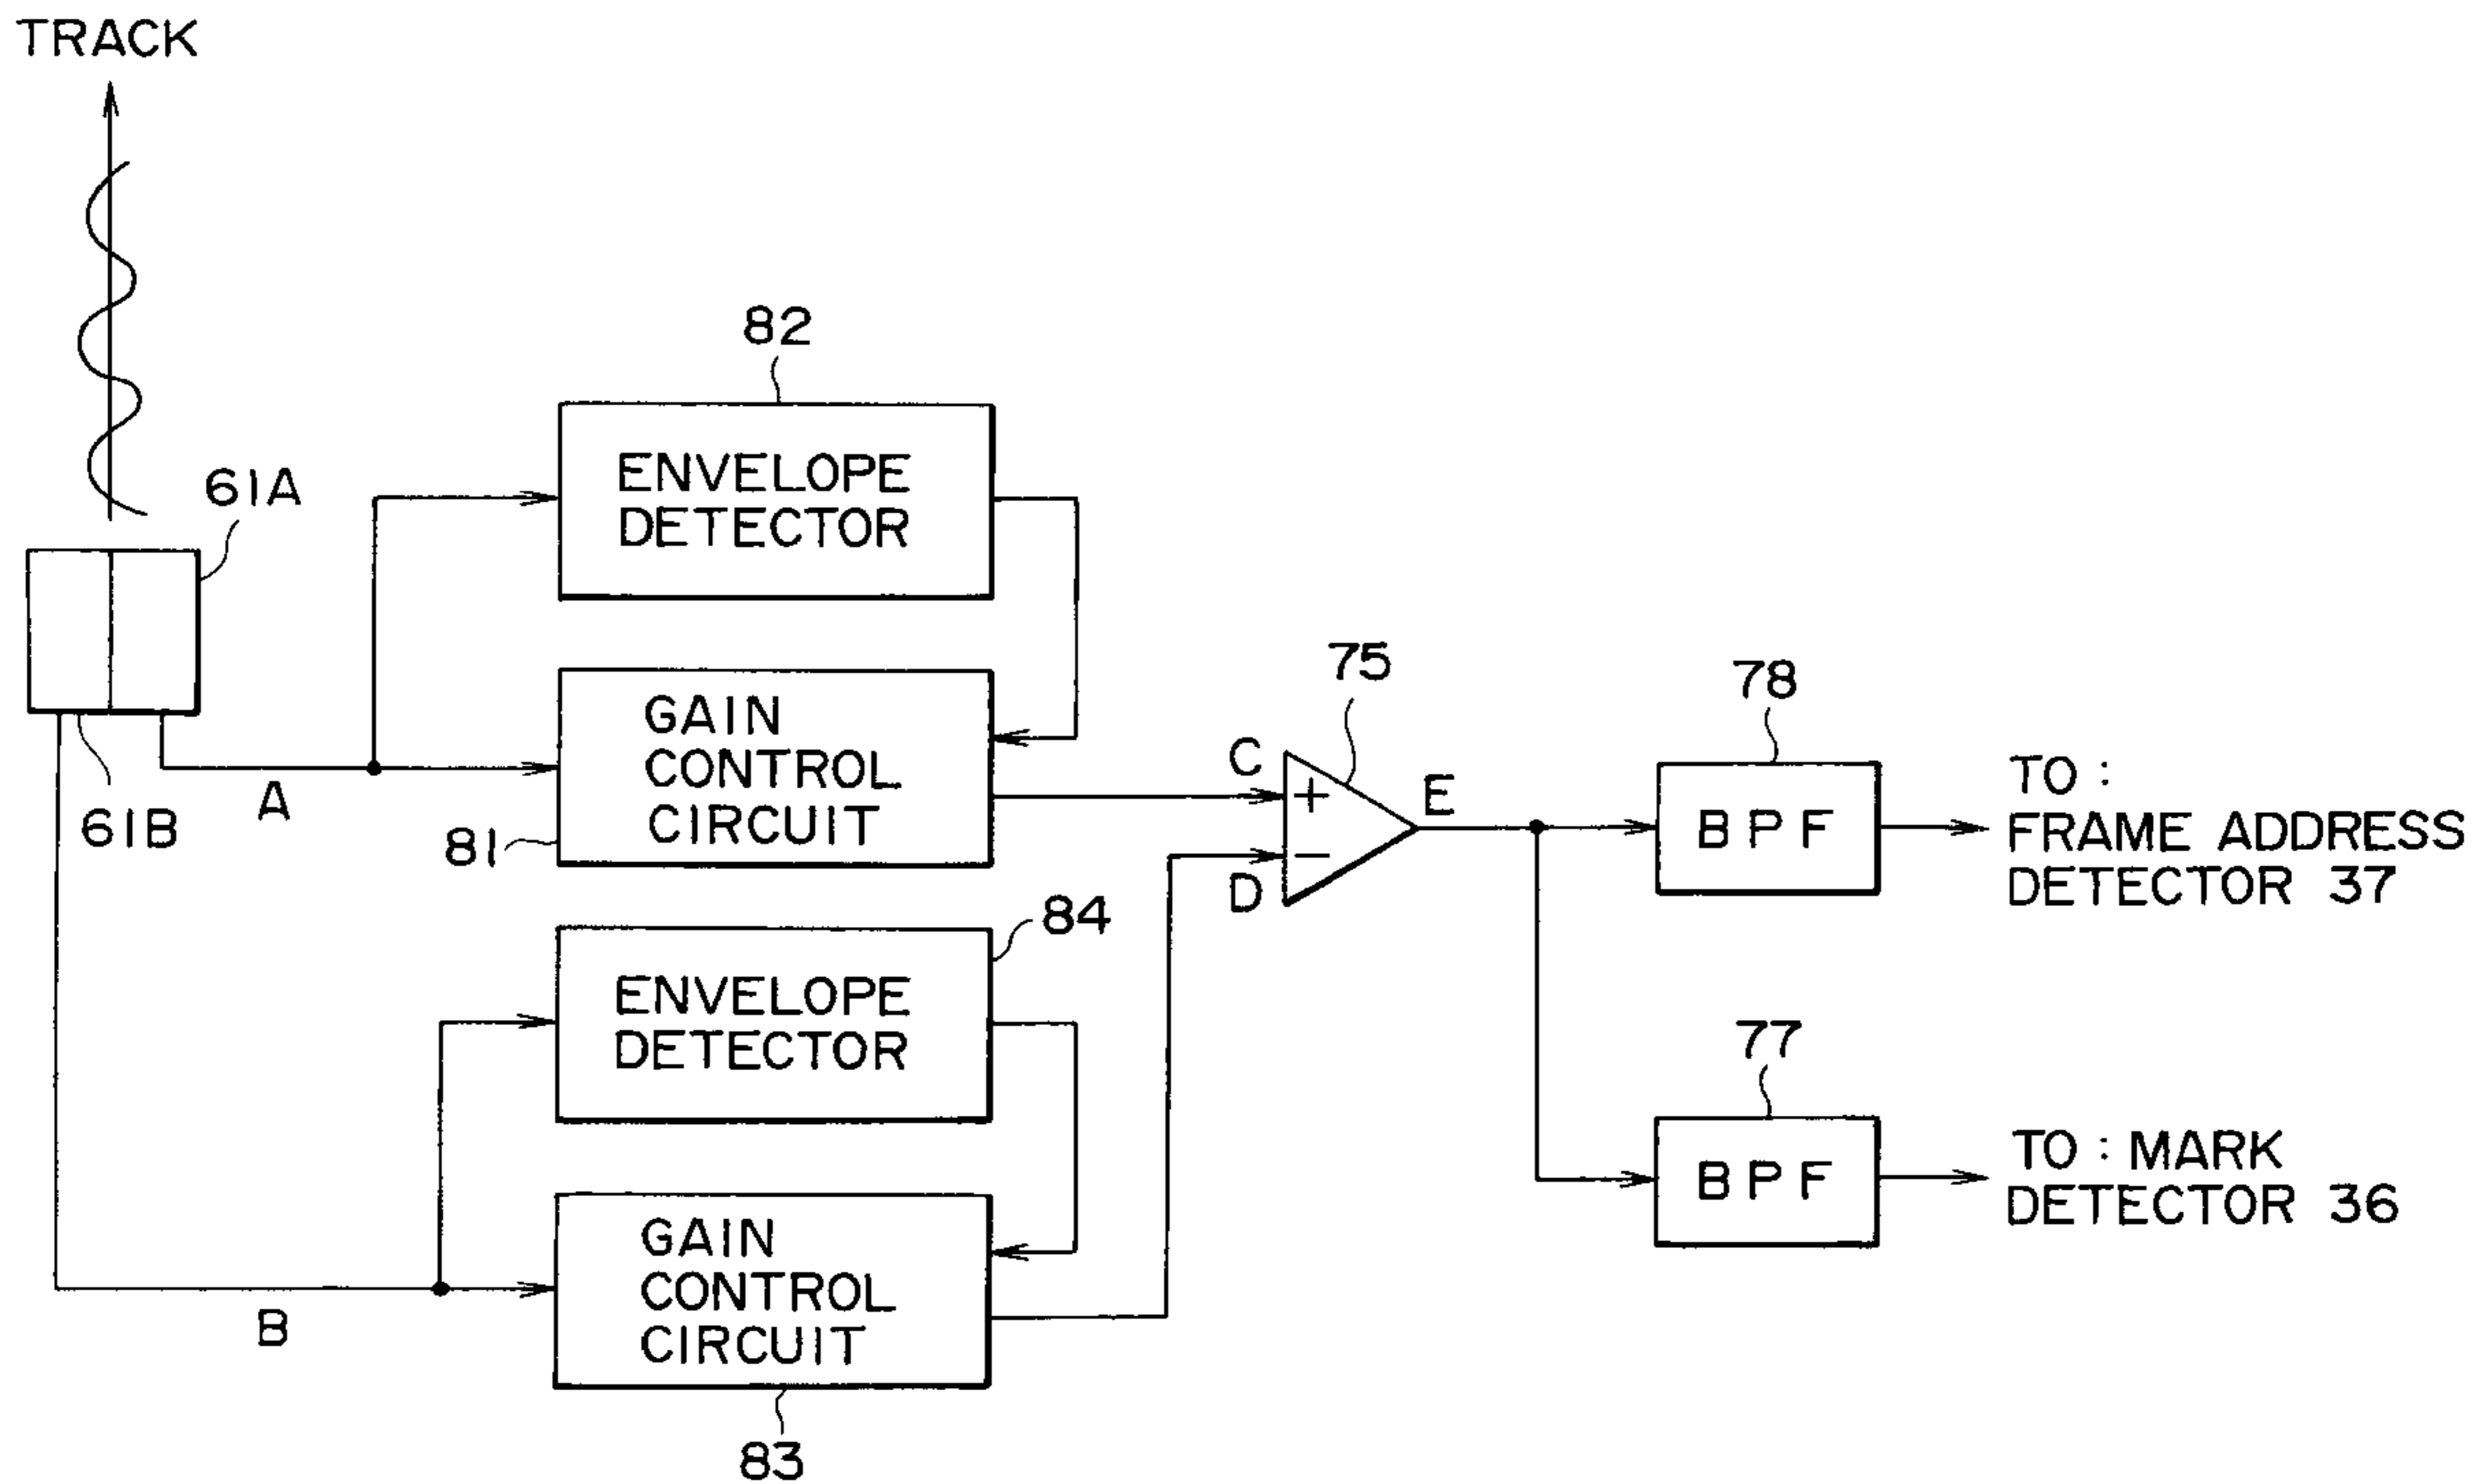 TRACK
61A
61B
A
B
82
ENVELOPE
DETECTOR
GAIN
CONTROL
CIRCUIT
81
84
ENVELOPE
DETECTOR
GAIN
CONTROL
CIRCUIT
83
C
D
75
+
−
E
78
BPF
TO :
FRAME ADDRESS
DETECTOR 37
77
BPF
TO : MARK
DETECTOR 36